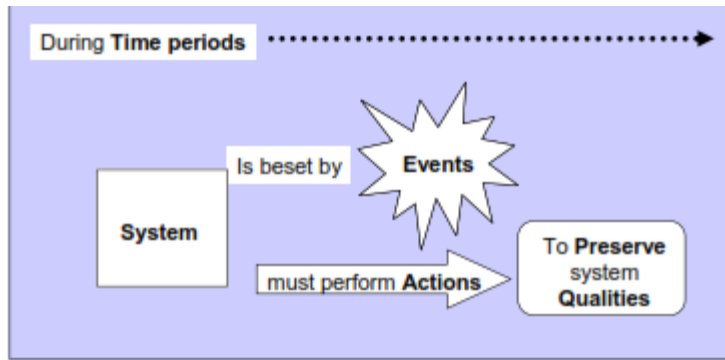 During Time periods
Is beset by
Events
System
must perform Actions
To Preserve
system
Qualities